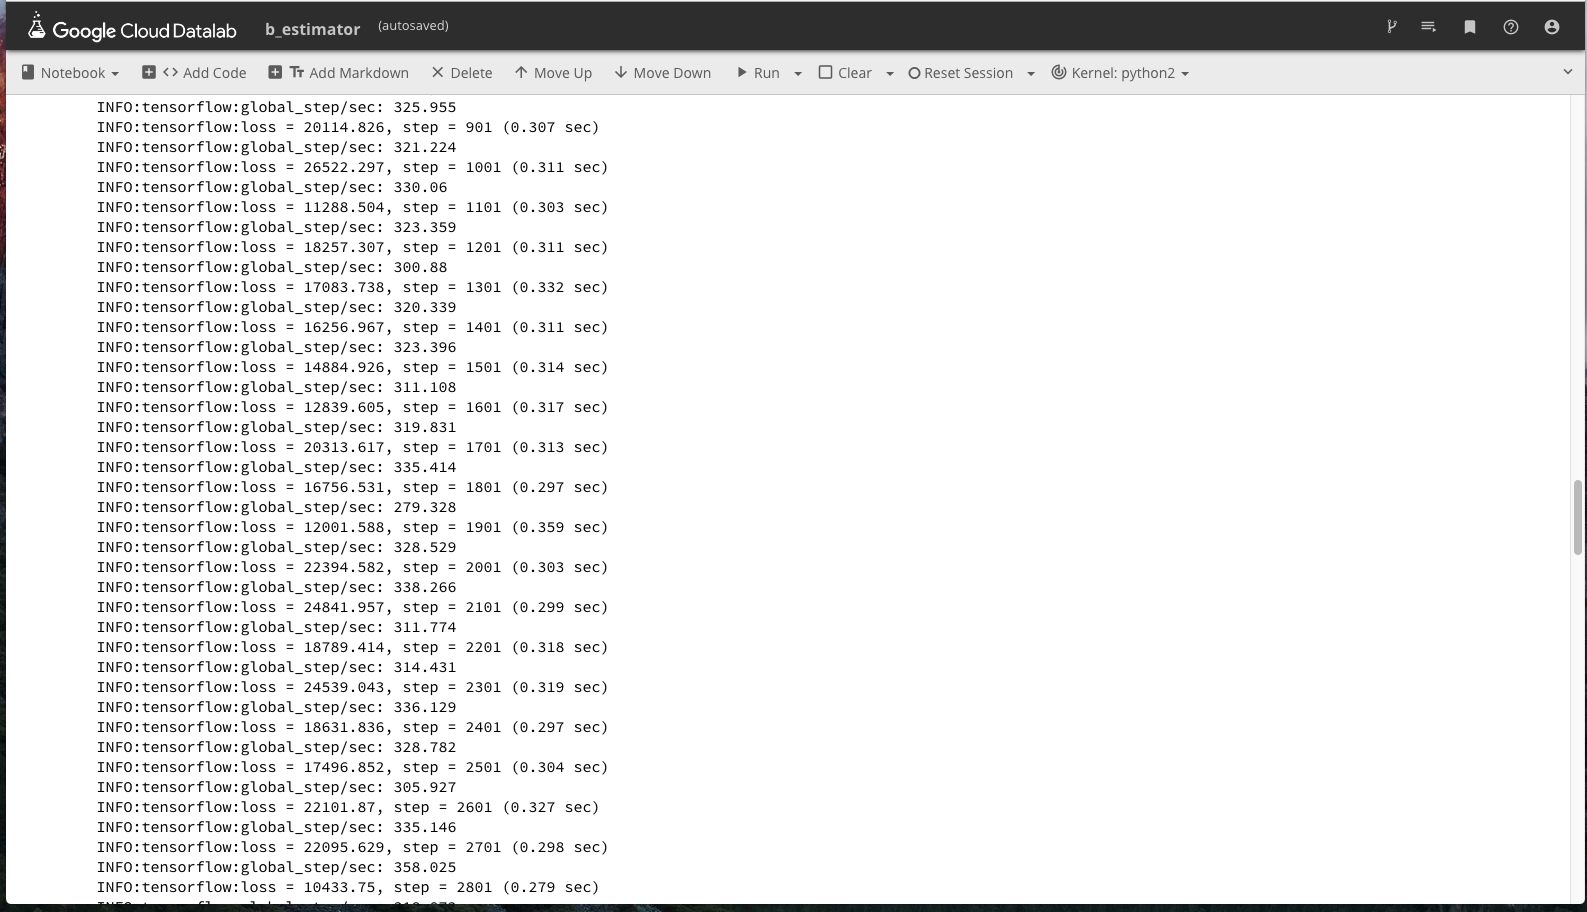 Google Cloud Datalab b_estimator (autosaved)
Notebook <> Add Code Tт Add Markdown Delete Move Up Move Down Run Clear Reset Session Kernel: python2
INFO:tensorflow:global_step/sec: 325.955
INFO:tensorflow:loss = 20114.826, step = 901 (0.307 sec)
INFO:tensorflow:global_step/sec: 321.224
INFO:tensorflow:loss = 26522.297, step = 1001 (0.311 sec)
INFO:tensorflow:global_step/sec: 330.06
INFO:tensorflow:loss = 11288.504, step = 1101 (0.303 sec)
INFO:tensorflow:global_step/sec: 323.359
INFO:tensorflow:loss = 18257.307, step = 1201 (0.311 sec)
INFO:tensorflow:global_step/sec: 300.88
INFO:tensorflow:loss = 17083.738, step = 1301 (0.332 sec)
INFO:tensorflow:global_step/sec: 320.339
INFO:tensorflow:loss = 16256.967, step = 1401 (0.311 sec)
INFO:tensorflow:global_step/sec: 323.396
INFO:tensorflow:loss = 14884.926, step = 1501 (0.314 sec)
INFO:tensorflow:global_step/sec: 311.108
INFO:tensorflow:loss = 12839.605, step = 1601 (0.317 sec)
INFO:tensorflow:global_step/sec: 319.831
INFO:tensorflow:loss = 20313.617, step = 1701 (0.313 sec)
INFO:tensorflow:global_step/sec: 335.414
INFO:tensorflow:loss = 16756.531, step = 1801 (0.297 sec)
INFO:tensorflow:global_step/sec: 279.328
INFO:tensorflow:loss = 12001.588, step = 1901 (0.359 sec)
INFO:tensorflow:global_step/sec: 328.529
INFO:tensorflow:loss = 22394.582, step = 2001 (0.303 sec)
INFO:tensorflow:global_step/sec: 338.266
INFO:tensorflow:loss = 24841.957, step = 2101 (0.299 sec)
INFO:tensorflow:global_step/sec: 311.774
INFO:tensorflow:loss = 18789.414, step = 2201 (0.318 sec)
INFO:tensorflow:global_step/sec: 314.431
INFO:tensorflow:loss = 24539.043, step = 2301 (0.319 sec)
INFO:tensorflow:global_step/sec: 336.129
INFO:tensorflow:loss = 18631.836, step = 2401 (0.297 sec)
INFO:tensorflow:global_step/sec: 328.782
INFO:tensorflow:loss = 17496.852, step = 2501 (0.304 sec)
INFO:tensorflow:global_step/sec: 305.927
INFO:tensorflow:loss = 22101.87, step = 2601 (0.327 sec)
INFO:tensorflow:global_step/sec: 335.146
INFO:tensorflow:loss = 22095.629, step = 2701 (0.298 sec)
INFO:tensorflow:global_step/sec: 358.025
INFO:tensorflow:loss = 10433.75, step = 2801 (0.279 sec)